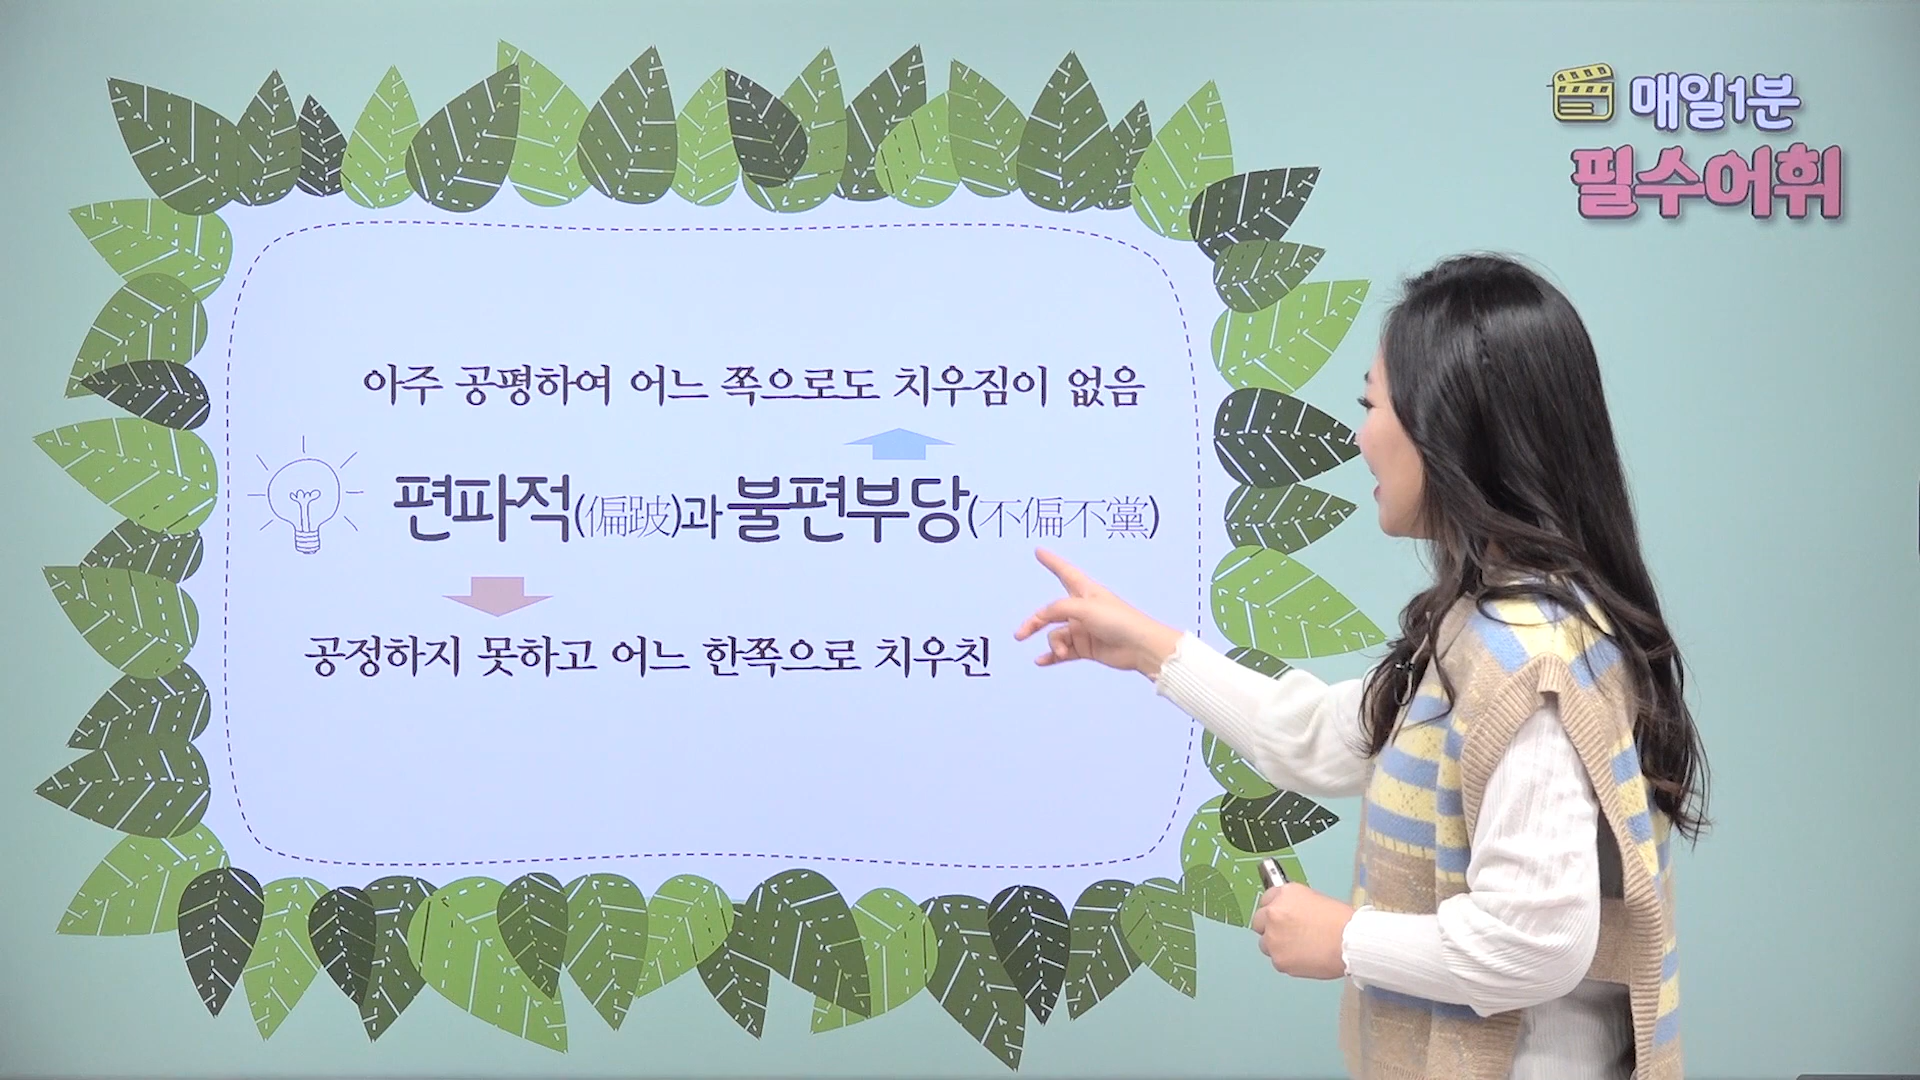 매일1분
필수어휘
아주 공평하여 어느 쪽으로도 치우짐이 없음
편파적(偏跛)과 불편부당(不偏不黨)
공정하지 못하고 어느 한쪽으로 치우친